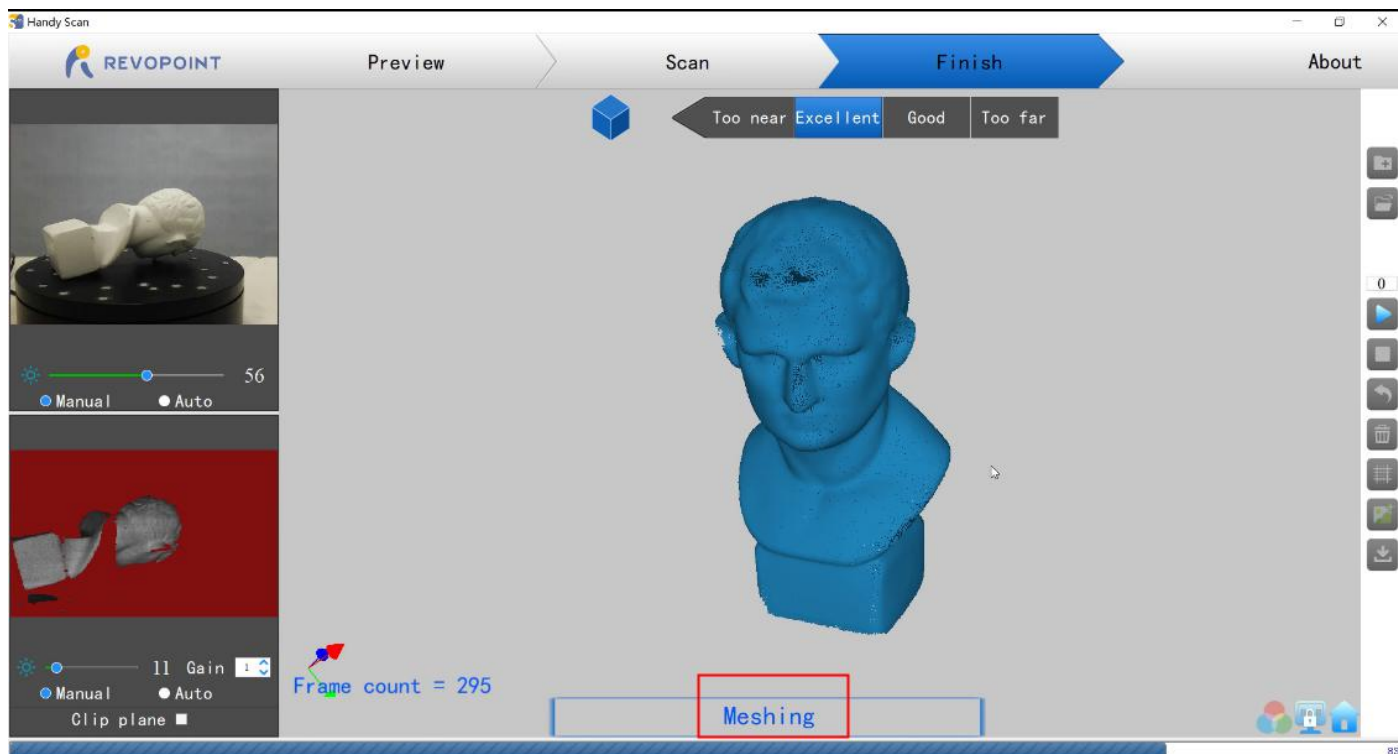 Handy Scan
REVOPOINT Preview Scan Finish About
Too near Excellent Good Too far
0
56
Manual Auto
11 Gain 1
Manual Auto
Clip plane
Frame count = 295
Meshing